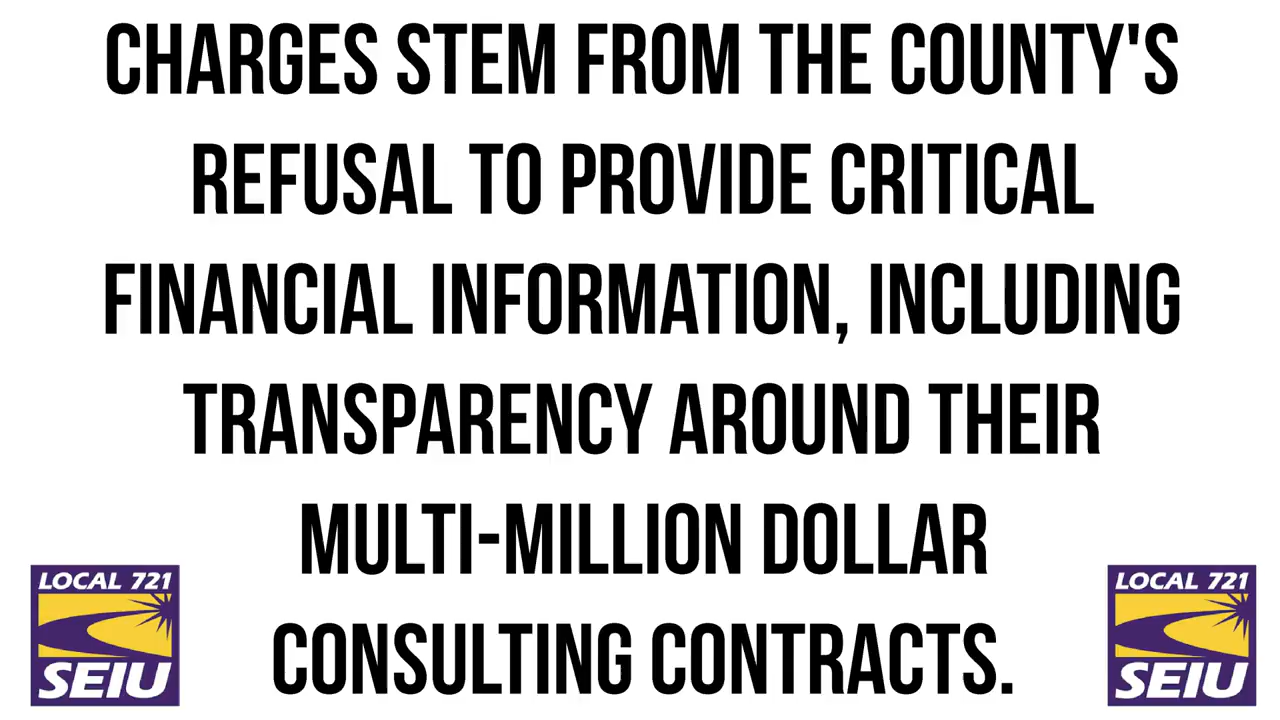 CHARGES STEM FROM THE COUNTY'S
REFUSAL TO PROVIDE CRITICAL
FINANCIAL INFORMATION, INCLUDING
TRANSPARENCY AROUND THEIR
MULTI-MILLION DOLLAR
CONSULTING CONTRACTS.
LOCAL 721
SEIU
LOCAL 721
SEIU